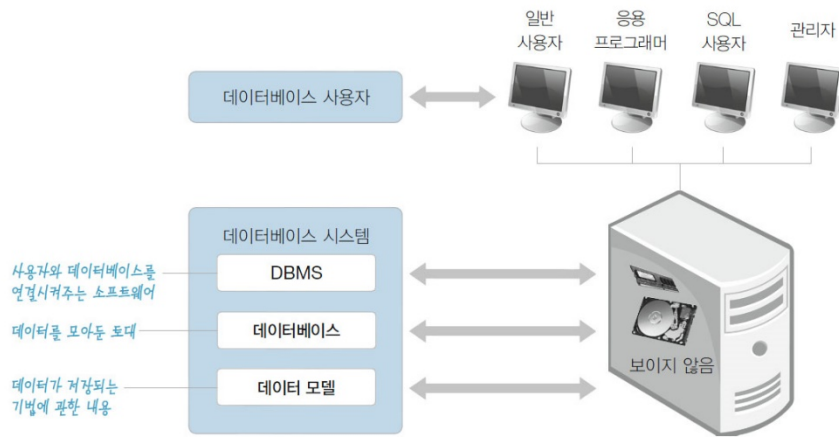 일반
사용자
응용
프로그래머
SQL
사용자
관리자
데이터베이스 사용자
데이터베이스 시스템
사용자와 데이터베이스를
연결시켜주는 소프트웨어
DBMS
데이터를 모아둔 토대
데이터베이스
보이지 않음
데이터가 저장되는
기법에 관한 내용
데이터 모델